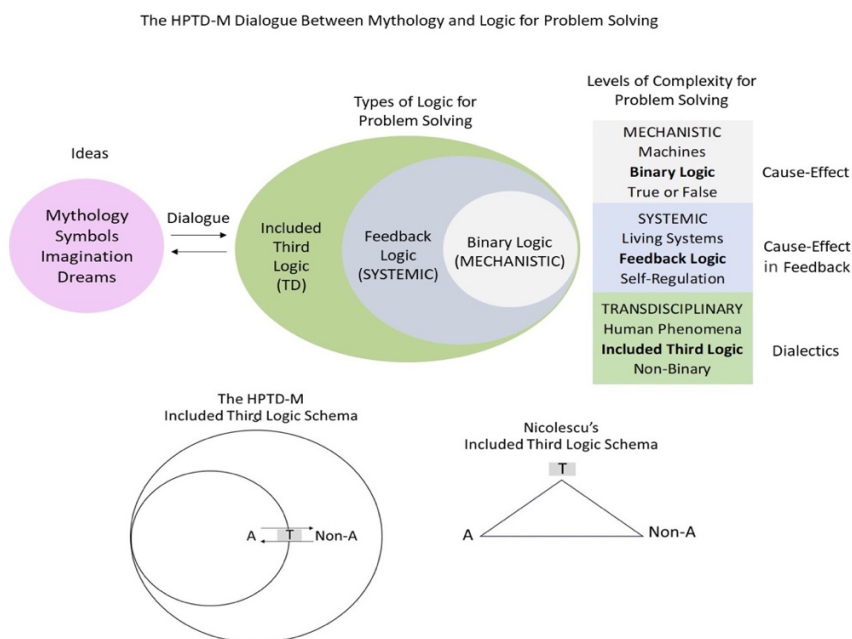 The HPTD-M Dialogue Between Mythology and Logic for Problem Solving
Ideas
Mythology
Symbols
Imagination
Dreams
Dialogue
Types of Logic for
Problem Solving
Included
Third
Logic
(TD)
Feedback
Logic
(SYSTEMIC)
Binary Logic
(MECHANISTIC)
Levels of Complexity for
Problem Solving
MECHANISTIC
Machines
Binary Logic
True or False
Cause-Effect
SYSTEMIC
Living Systems
Feedback Logic
Self-Regulation
Cause-Effect
in Feedback
TRANSDISCIPLINARY
Human Phenomena
Included Third Logic
Non-Binary
Dialectics
The HPTD-M
Included Third Logic Schema
A
T
Non-A
Nicolescu's
Included Third Logic Schema
T
A
Non-A